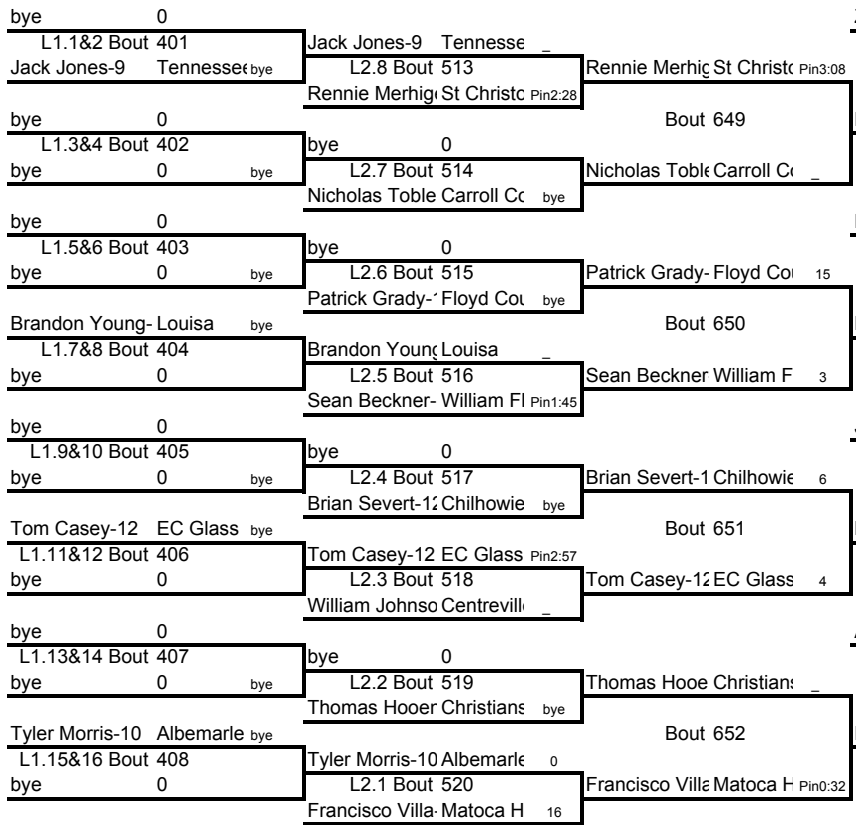 bye 0
L1.1&2 Bout 401 Jack Jones-9 Tennesse _
Jack Jones-9 Tennessee bye L2.8 Bout 513 Rennie Merhig St Christo Pin3:08
Rennie Merhige St Christo Pin2:28
bye 0 Bout 649
L1.3&4 Bout 402 bye 0
bye 0 bye L2.7 Bout 514 Nicholas Toble Carroll Co _
Nicholas Toble Carroll Co bye
bye 0
L1.5&6 Bout 403 bye 0
bye 0 bye L2.6 Bout 515 Patrick Grady- Floyd Cou 15
Patrick Grady- Floyd Cou bye
Brandon Young- Louisa bye Bout 650
L1.7&8 Bout 404 Brandon Young Louisa _
bye 0 L2.5 Bout 516 Sean Beckner William F 3
Sean Beckner- William Fl Pin1:45
bye 0
L1.9&10 Bout 405 bye 0
bye 0 bye L2.4 Bout 517 Brian Severt-1 Chilhowie 6
Brian Severt-12 Chilhowie bye
Tom Casey-12 EC Glass bye Bout 651
L1.11&12 Bout 406 Tom Casey-12 EC Glass Pin2:57
bye 0 L2.3 Bout 518 Tom Casey-12 EC Glass 4
William Johnso Centreville _
bye 0
L1.13&14 Bout 407 bye 0
bye 0 bye L2.2 Bout 519 Thomas Hooe Christians _
Thomas Hooer Christians bye
Tyler Morris-10 Albemarle bye Bout 652
L1.15&16 Bout 408 Tyler Morris-10 Albemarle 0
bye 0 L2.1 Bout 520 Francisco Villa Matoca H Pin0:32
Francisco Villa- Matoca H 16